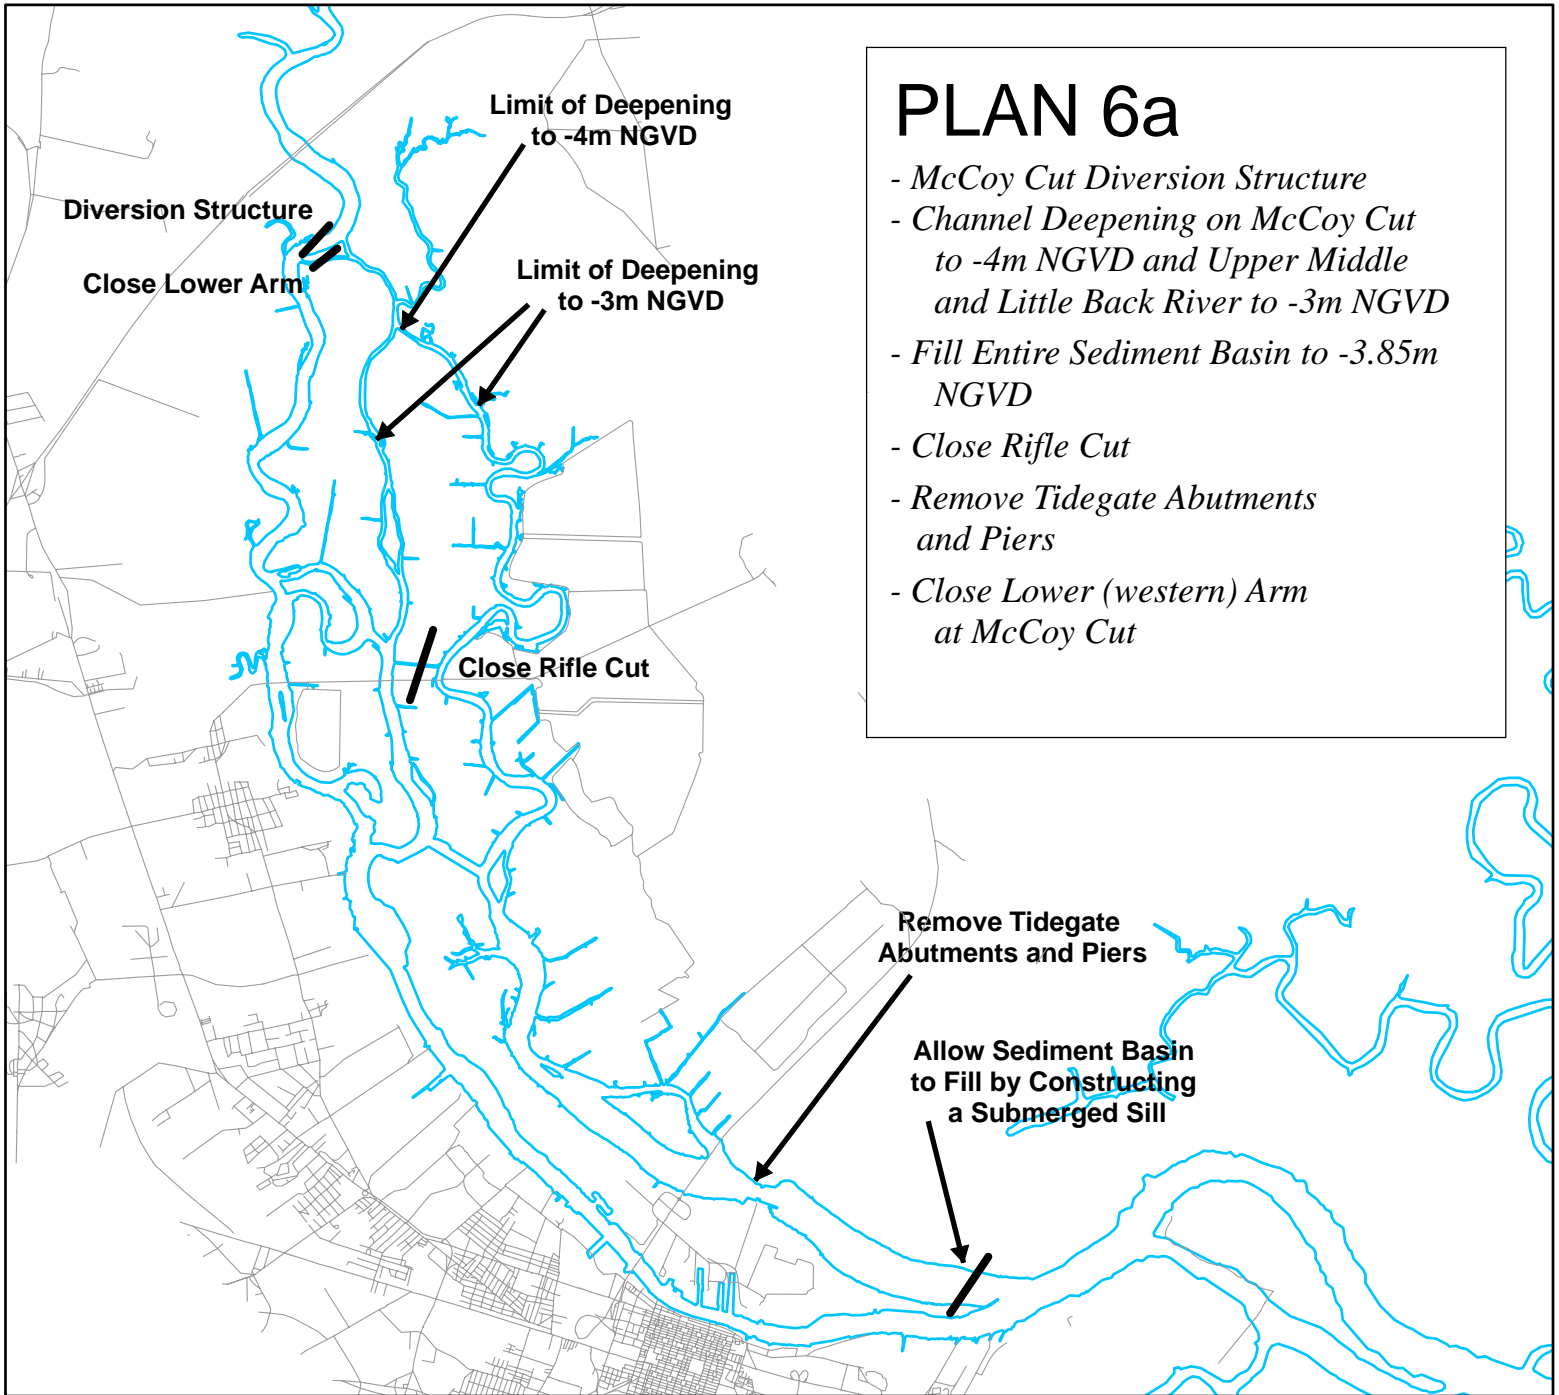 PLAN 6a
- McCoy Cut Diversion Structure
- Channel Deepening on McCoy Cut
to -4m NGVD and Upper Middle
and Little Back River to -3m NGVD
- Fill Entire Sediment Basin to -3.85m
NGVD
- Close Rifle Cut
- Remove Tidegate Abutments
and Piers
- Close Lower (western) Arm
at McCoy Cut
Limit of Deepening
to -4m NGVD
Diversion Structure
Close Lower Arm
Limit of Deepening
to -3m NGVD
Close Rifle Cut
Remove Tidegate
Abutments and Piers
Allow Sediment Basin
to Fill by Constructing
a Submerged Sill